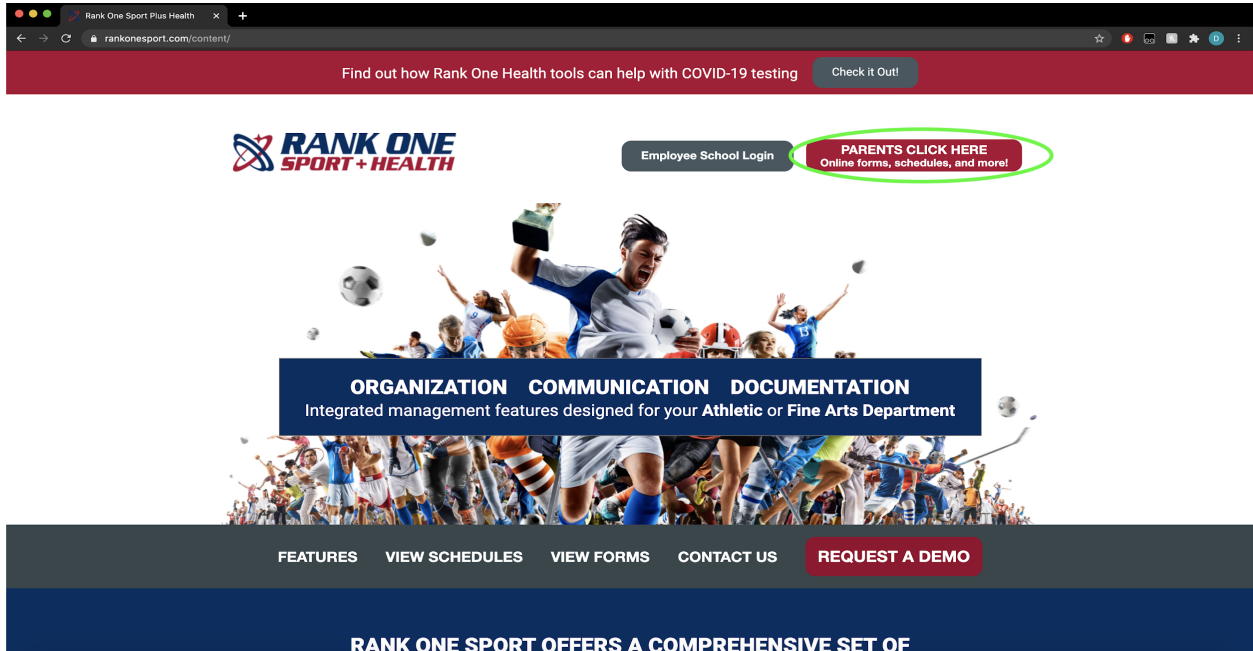 Rank One Sport Plus Health
rankonesport.com/content/
D
Find out how Rank One Health tools can help with COVID-19 testing
Check it Out!
RANK ONE
SPORT+HEALTH
Employee School Login
PARENTS CLICK HERE
Online forms, schedules, and more!
9
13
ORGANIZATION COMMUNICATION DOCUMENTATION
Integrated management features designed for your Athletic or Fine Arts Department
FEATURES VIEW SCHEDULES VIEW FORMS CONTACT US REQUEST A DEMO
RANK ONE SPORT OFFERS A COMPREHENSIVE SET OF